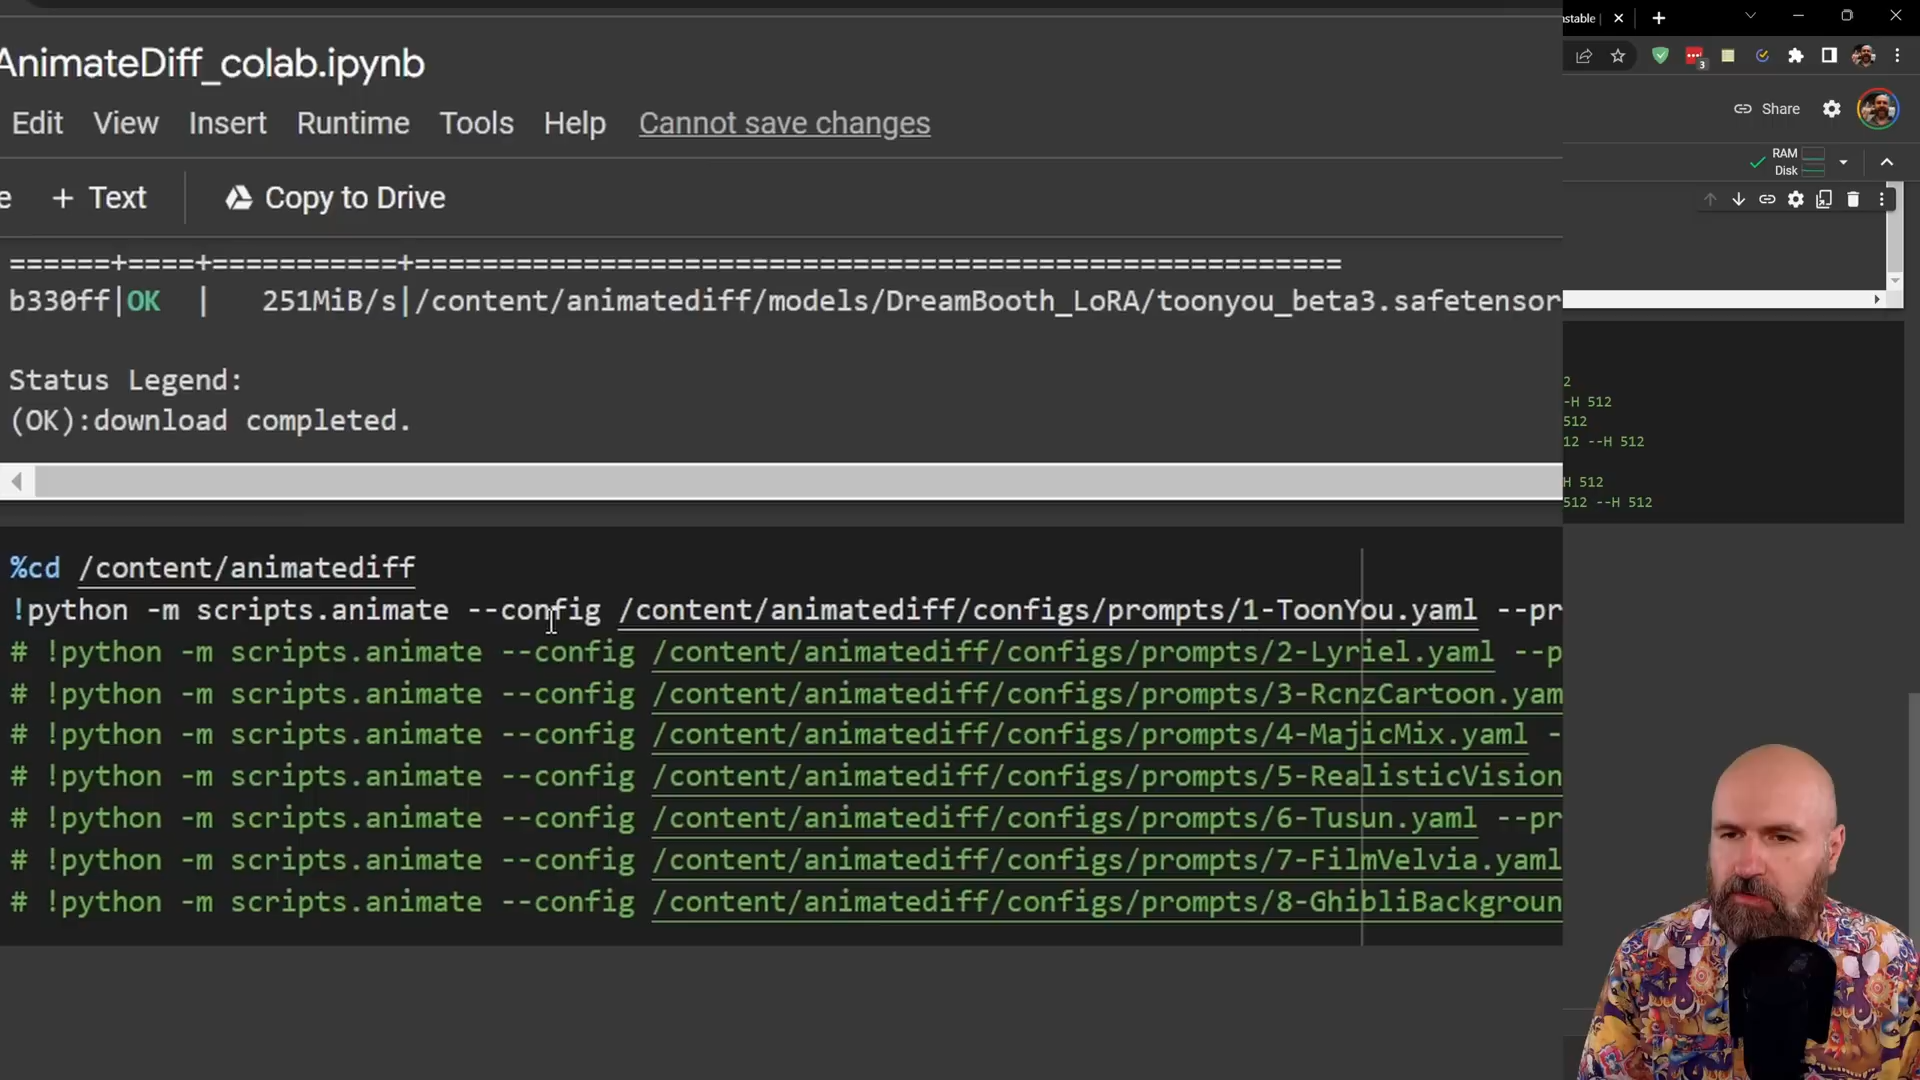 AnimateDiff_colab.ipynb
Edit View Insert Runtime Tools Help Cannot save changes
e + Text Copy to Drive
======+====+===========+=======================================================
b330ff|OK | 251MiB/s|/content/animatediff/models/DreamBooth_LoRA/toonyou_beta3.safetensor
Status Legend:
(OK):download completed.
%cd /content/animatediff
!python -m scripts.animate --config /content/animatediff/configs/prompts/1-ToonYou.yaml --pr
# !python -m scripts.animate --config /content/animatediff/configs/prompts/2-Lyriel.yaml --p
# !python -m scripts.animate --config /content/animatediff/configs/prompts/3-RcnzCartoon.yam
# !python -m scripts.animate --config /content/animatediff/configs/prompts/4-MajicMix.yaml -
# !python -m scripts.animate --config /content/animatediff/configs/prompts/5-RealisticVision
# !python -m scripts.animate --config /content/animatediff/configs/prompts/6-Tusun.yaml --pr
# !python -m scripts.animate --config /content/animatediff/configs/prompts/7-FilmVelvia.yaml
# !python -m scripts.animate --config /content/animatediff/configs/prompts/8-GhibliBackgroun
nstable
3
Share
RAM
Disk
2
-H 512
512
12 --H 512
H 512
512 --H 512